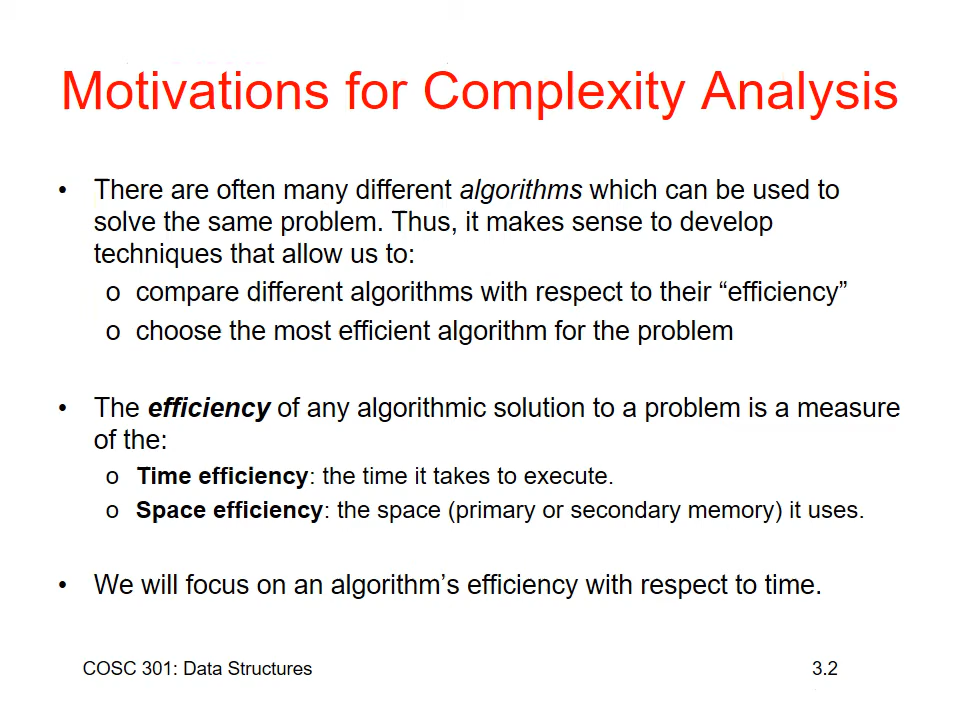 Motivations for Complexity Analysis
• There are often many different algorithms which can be used to
solve the same problem. Thus, it makes sense to develop
techniques that allow us to:
o compare different algorithms with respect to their “efficiency”
o choose the most efficient algorithm for the problem
• The efficiency of any algorithmic solution to a problem is a measure
of the:
o Time efficiency: the time it takes to execute.
o Space efficiency: the space (primary or secondary memory) it uses.
• We will focus on an algorithm’s efficiency with respect to time.
COSC 301: Data Structures 3.2